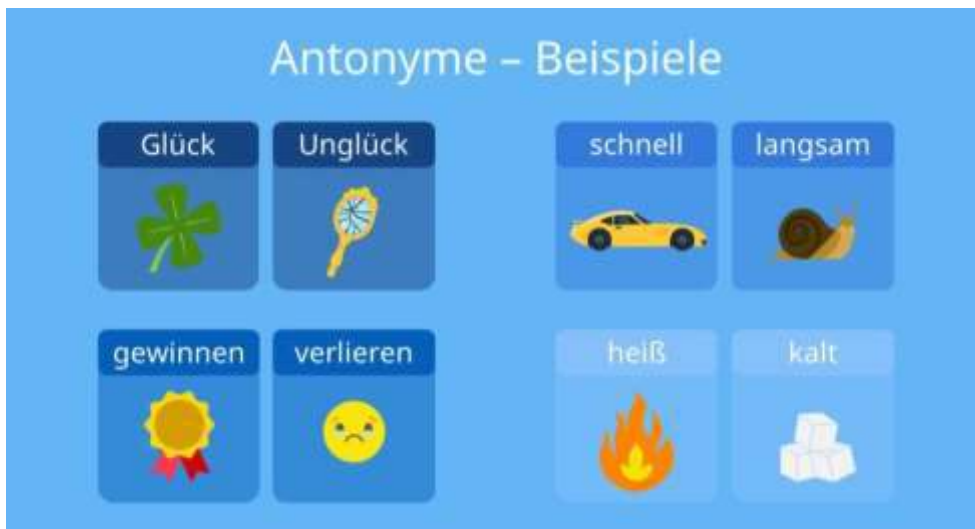 Antonyme – Beispiele
Glück Unglück
schnell langsam
gewinnen verlieren
heiß kalt